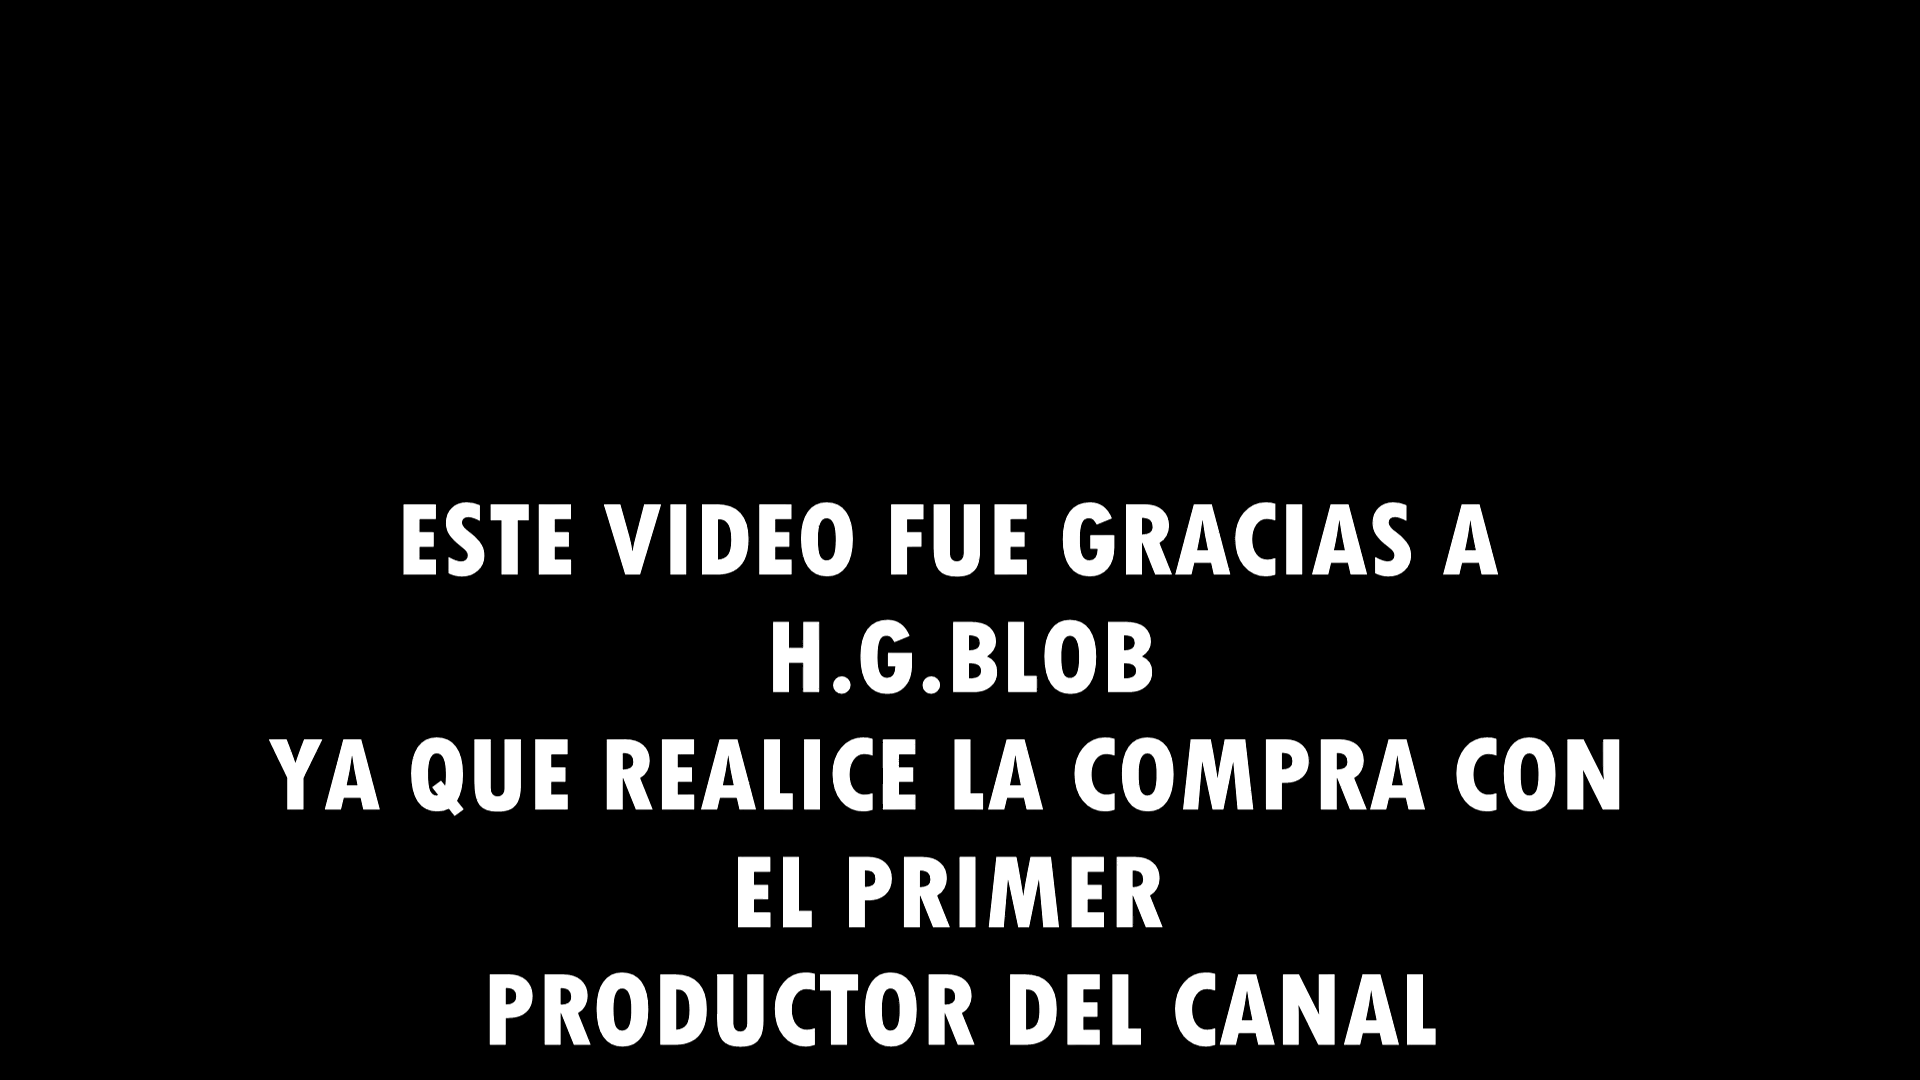 ESTE VIDEO FUE GRACIAS A
H.G.BLOB
YA QUE REALICE LA COMPRA CON
EL PRIMER
PRODUCTOR DEL CANAL